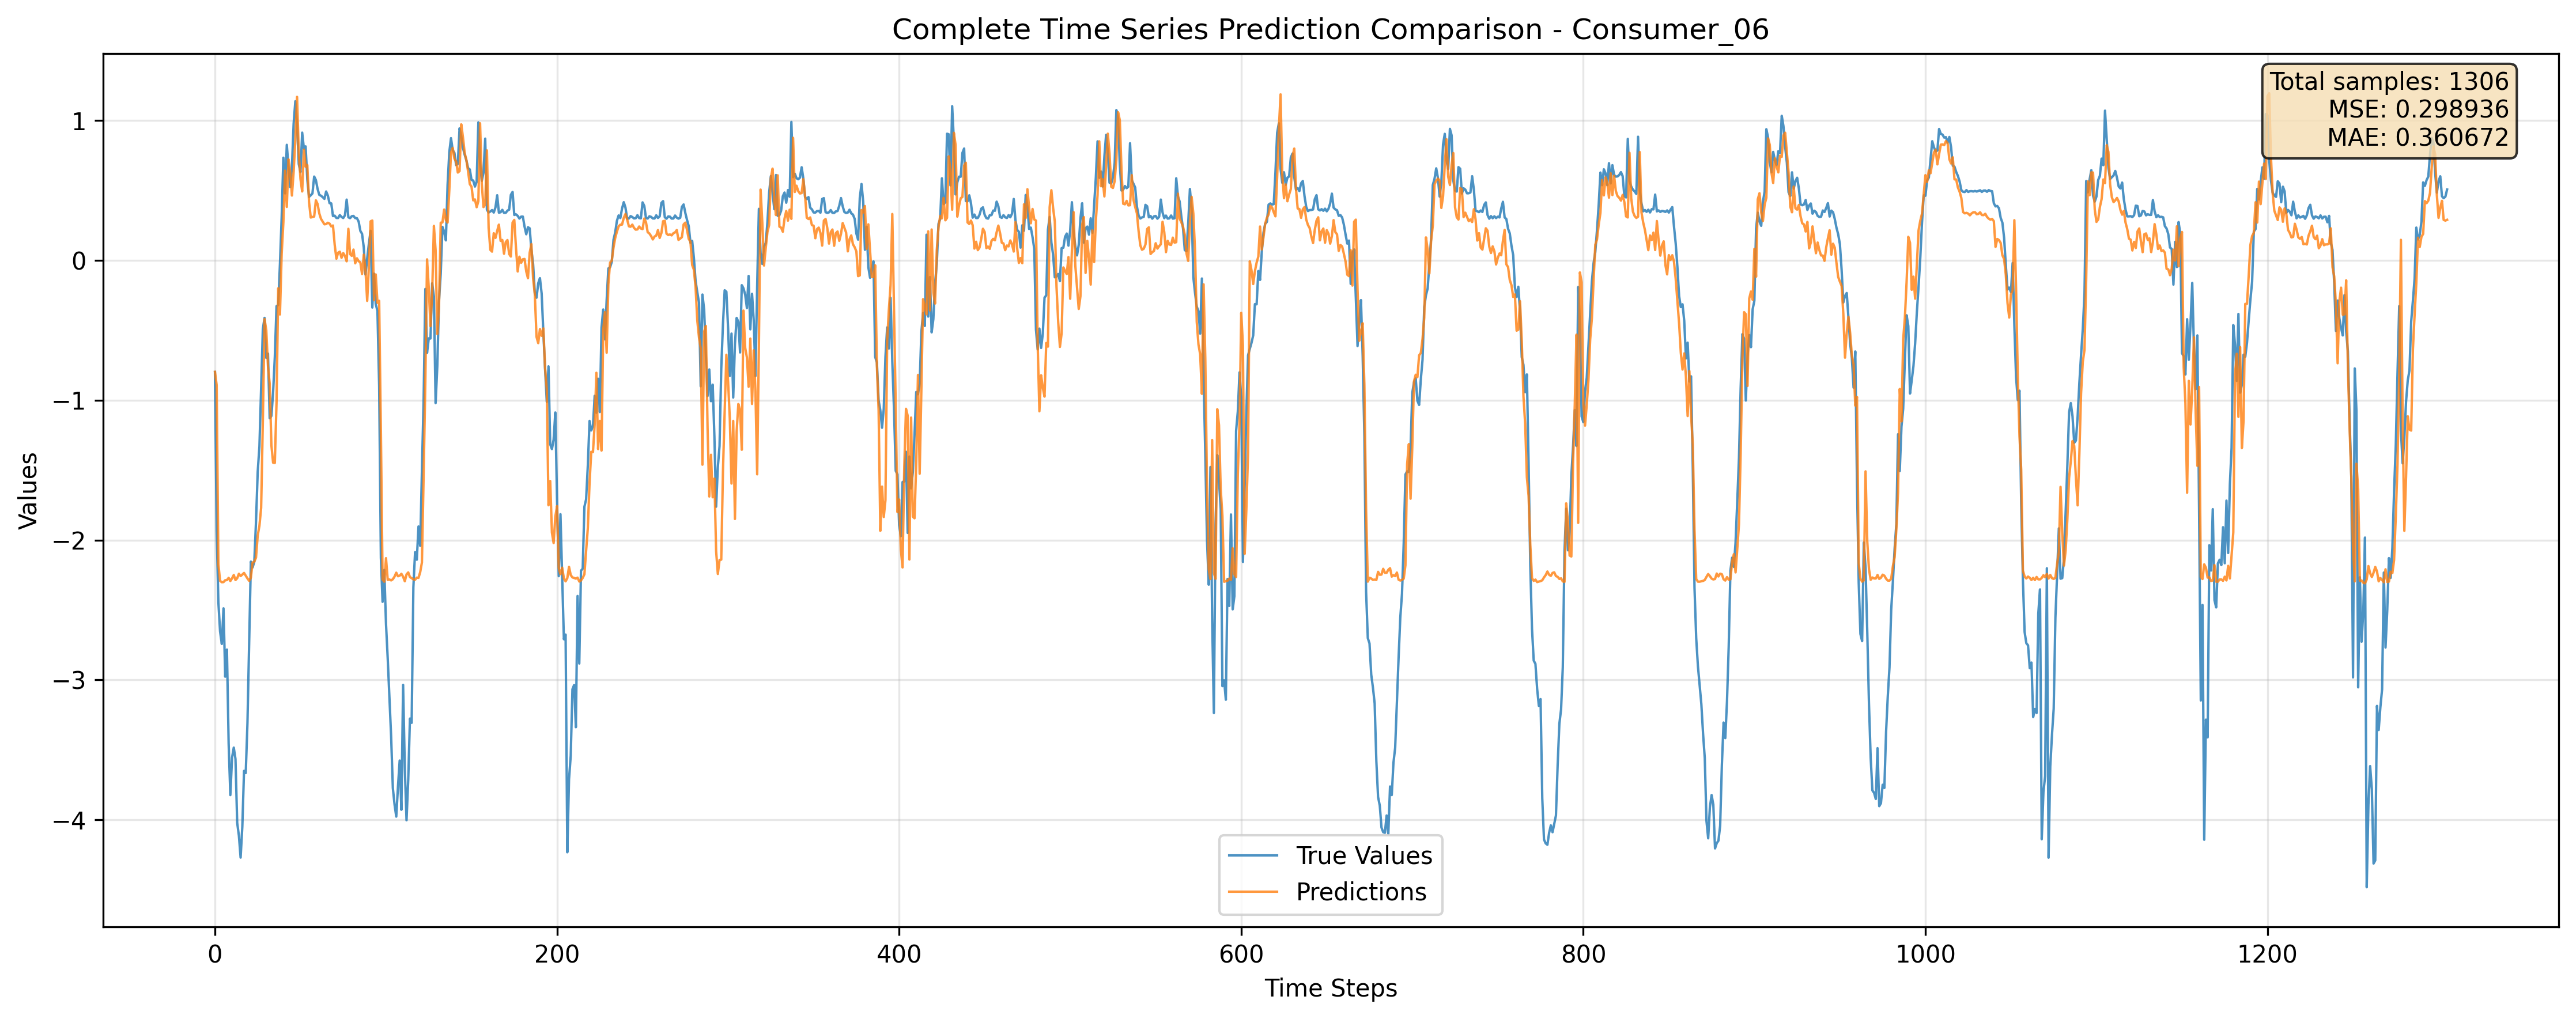 Complete Time Series Prediction Comparison - Consumer_06
Total samples: 1306
MSE: 0.298936
MAE: 0.360672
Values
1
0
−1
−2
−3
−4
True Values
Predictions
0
200
400
600
800
1000
1200
Time Steps